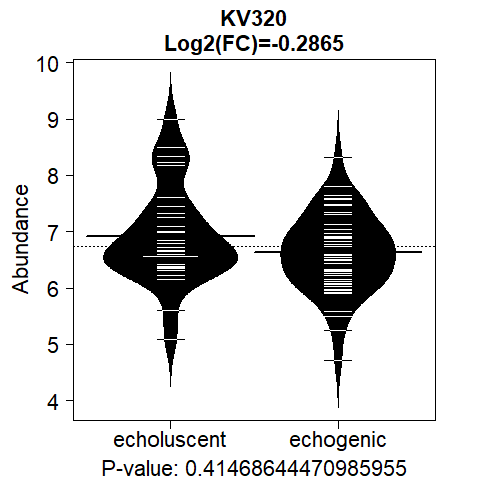 KV320
Log2(FC)=-0.2865
Abundance
10
9
8
7
6
5
4
echoluscent echogenic
P-value: 0.41468644470985955